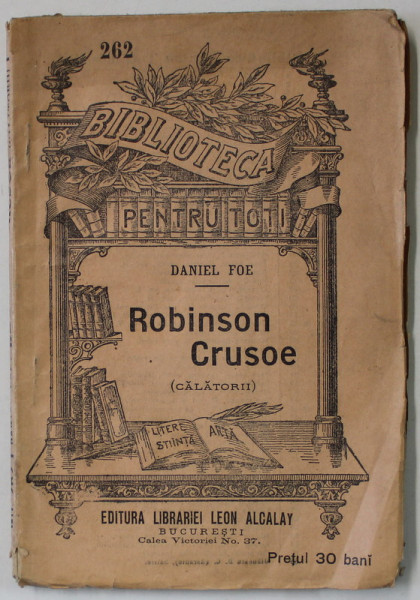 262
BIBLIOTECA
PENTRU TOTI
DANIEL FOE
Robinson
Crusoe
(CĂLĂTORII)
LITERE
ȘTIINȚĂ
ARTĂ
EDITURA LIBRARIEI LEON ALCALAY
BUCUREȘTI
Calea Victoriei No. 37.
Prețul 30 banĭ